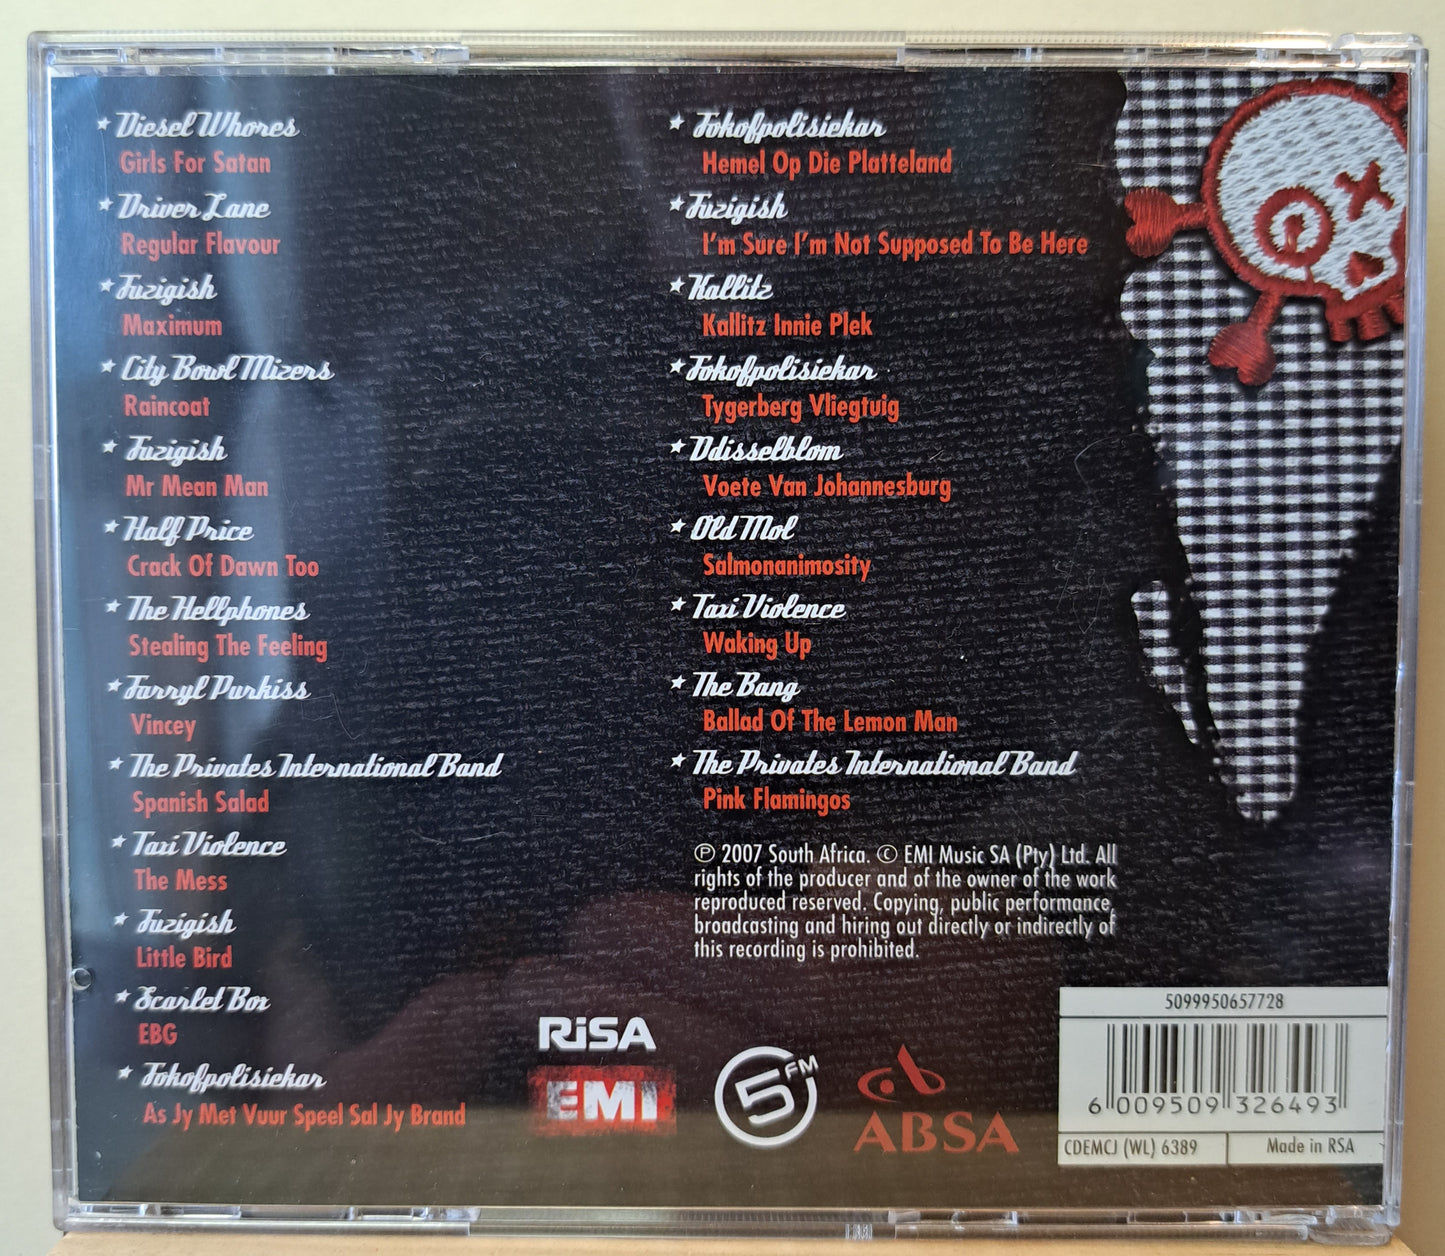 Diesel Whores
Girls For Satan
Driver Lane
Regular Flavour
Fuzigish
Maximum
City Bowl Mizers
Raincoat
Fuzigish
Mr Mean Man
Half Price
Crack Of Dawn Too
The Hellphones
Stealing The Feeling
Farryl Purkiss
Vincey
The Privates International Band
Spanish Salad
Taxi Violence
The Mess
Fuzigish
Little Bird
Scarlet Box
EBG
Fokofpolisiekar
As Jy Met Vuur Speel Sal Jy Brand
Fokofpolisiekar
Hemel Op Die Platteland
Fuzigish
I'm Sure I'm Not Supposed To Be Here
Kallitz
Kallitz Innie Plek
Fokofpolisiekar
Tygerberg Vliegtuig
Ddisselblom
Voete Van Johannesburg
Old Mol
Salmonanimosity
Taxi Violence
Waking Up
The Bang
Ballad Of The Lemon Man
The Privates International Band
Pink Flamingos
℗ 2007 South Africa. © EMI Music SA (Pty) Ltd. All
rights of the producer and of the owner of the work
reproduced reserved. Copying, public performance,
broadcasting and hiring out directly or indirectly of
this recording is prohibited.
RiSA
EMI
5FM
ABSA
5099950657728
6 009509 326493
CDEMCJ (WL) 6389
Made in RSA